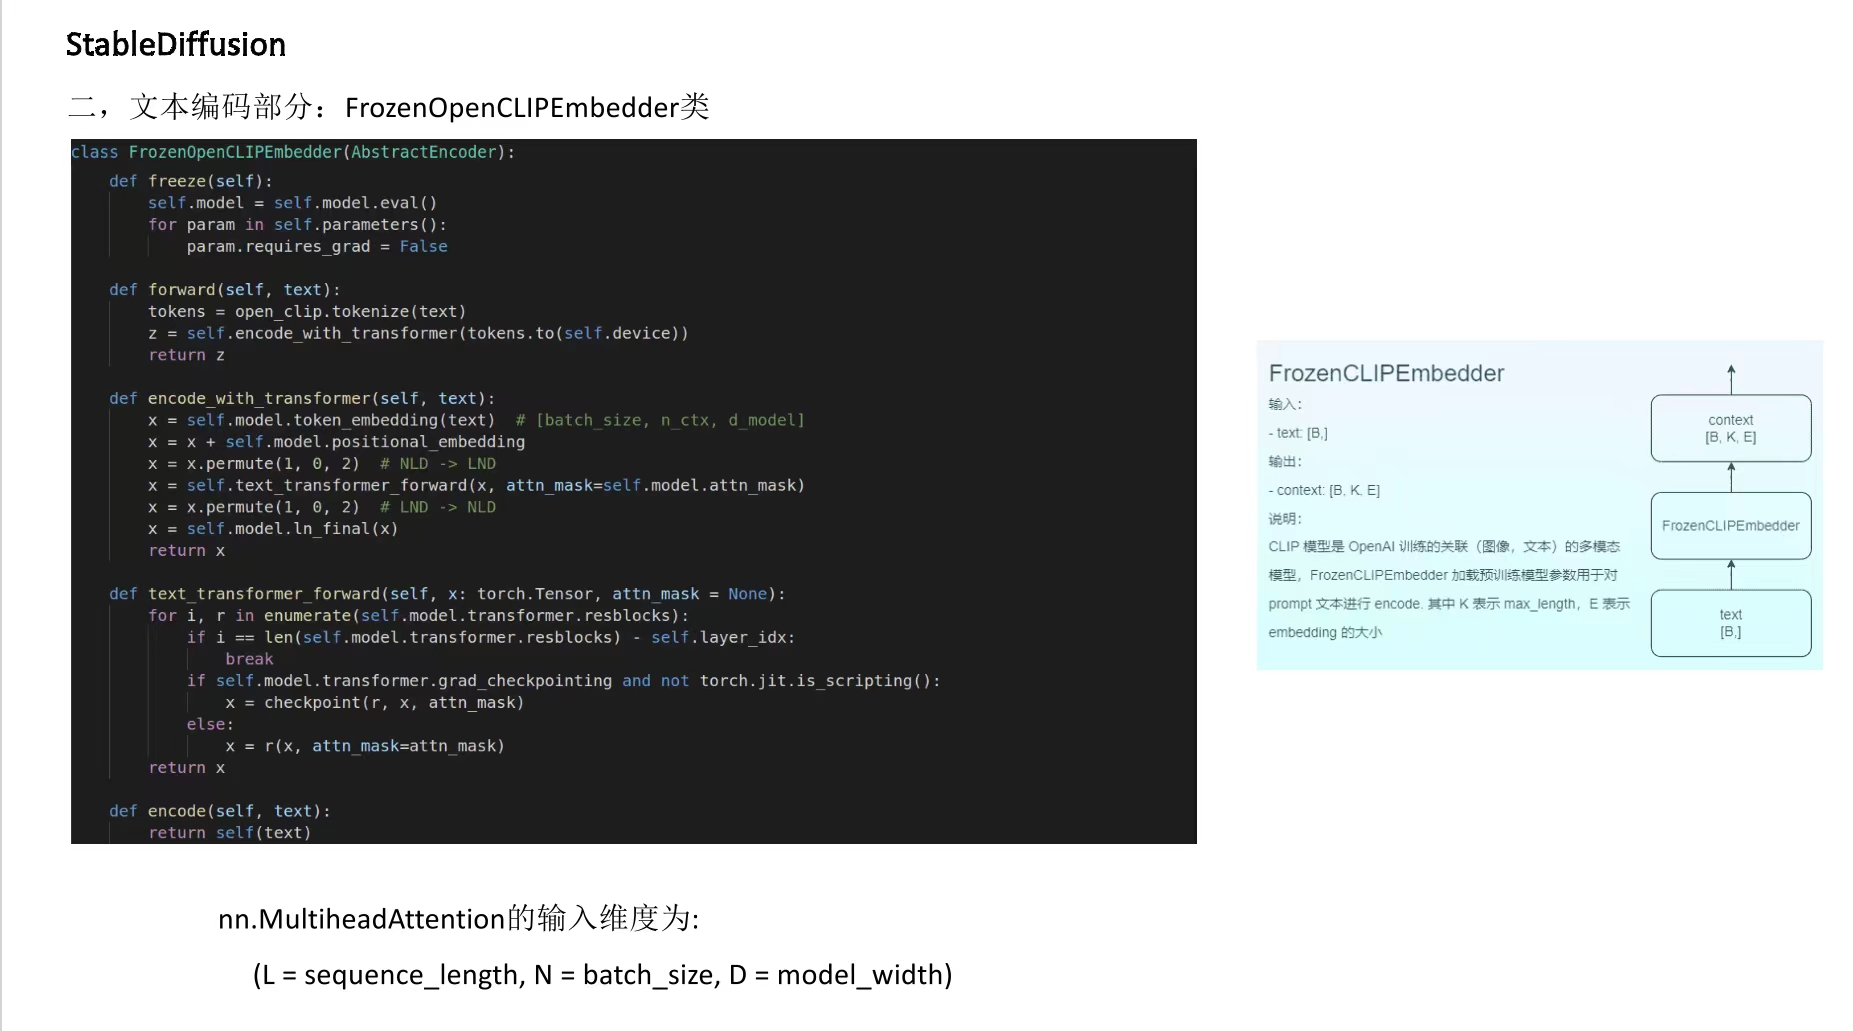 StableDiffusion
二，文本编码部分：FrozenOpenCLIPEmbedder类
class FrozenOpenCLIPEmbedder(AbstractEncoder):
    def freeze(self):
        self.model = self.model.eval()
        for param in self.parameters():
            param.requires_grad = False
    def forward(self, text):
        tokens = open_clip.tokenize(text)
        z = self.encode_with_transformer(tokens.to(self.device))
        return z
    def encode_with_transformer(self, text):
        x = self.model.token_embedding(text)  # [batch_size, n_ctx, d_model]
        x = x + self.model.positional_embedding
        x = x.permute(1, 0, 2)  # NLD -> LND
        x = self.text_transformer_forward(x, attn_mask=self.model.attn_mask)
        x = x.permute(1, 0, 2)  # LND -> NLD
        x = self.model.ln_final(x)
        return x
    def text_transformer_forward(self, x: torch.Tensor, attn_mask = None):
        for i, r in enumerate(self.model.transformer.resblocks):
            if i == len(self.model.transformer.resblocks) - self.layer_idx:
                break
            if self.model.transformer.grad_checkpointing and not torch.jit.is_scripting():
                x = checkpoint(r, x, attn_mask)
            else:
                x = r(x, attn_mask=attn_mask)
        return x
    def encode(self, text):
        return self(text)
FrozenCLIPEmbedder
输入：
- text: [B,]
输出：
- context: [B, K, E]
说明：
CLIP 模型是 OpenAI 训练的关联（图像，文本）的多模态
模型，FrozenCLIPEmbedder 加载预训练模型参数用于对
prompt 文本进行 encode. 其中 K 表示 max_length，E 表示
embedding 的大小
context
[B, K, E]
FrozenCLIPEmbedder
text
[B,]
nn.MultiheadAttention的输入维度为:
(L = sequence_length, N = batch_size, D = model_width)